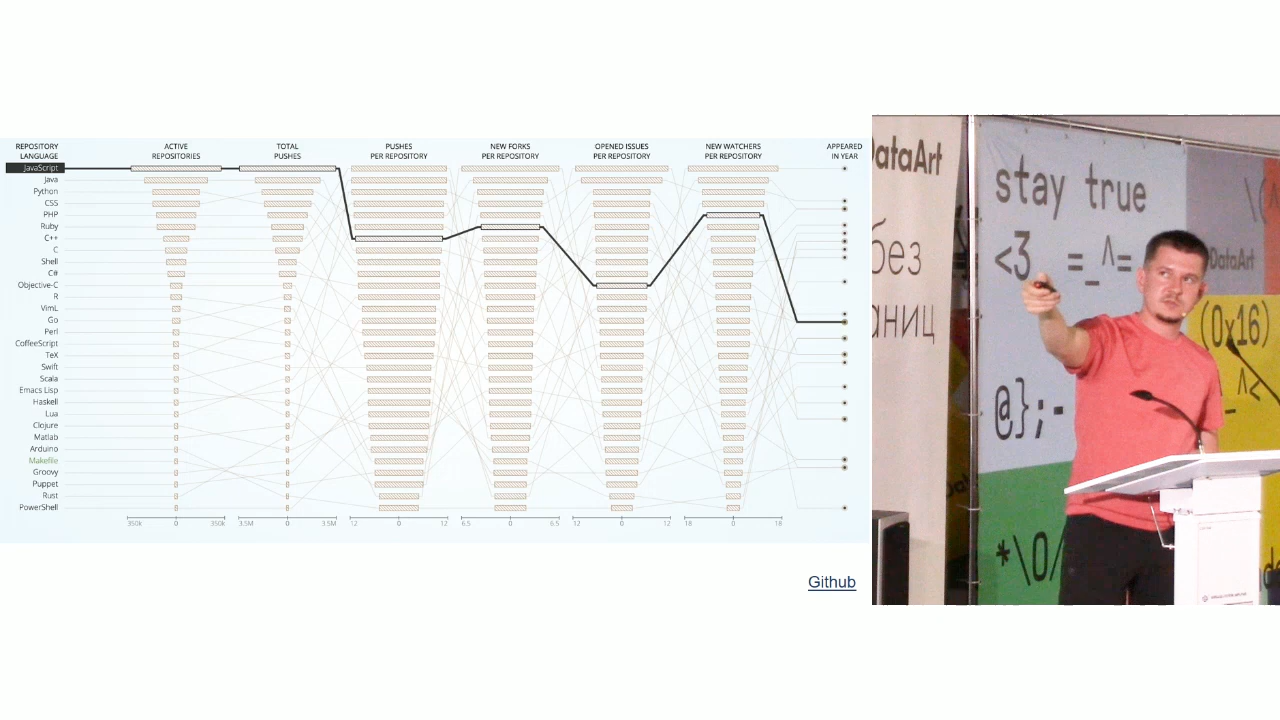 REPOSITORY
LANGUAGE
ACTIVE
REPOSITORIES
TOTAL
PUSHES
PUSHES
PER REPOSITORY
NEW FORKS
PER REPOSITORY
OPENED ISSUES
PER REPOSITORY
NEW WATCHERS
PER REPOSITORY
APPEARED
IN YEAR
JavaScript
Java
Python
CSS
PHP
Ruby
C++
C
Shell
C#
Objective-C
R
VimL
Go
Perl
CoffeeScript
TeX
Swift
Scala
Emacs Lisp
Haskell
Lua
Clojure
Matlab
Arduino
Makefile
Groovy
Puppet
Rust
PowerShell
350k 0 350k
3.5M 0 3.5M
12 0 12
6.5 0 6.5
12 0 12
18 0 18
Github
DataArt
без
аниц
stay true
<3 =_^=
DataArt
(0x16)
_^<
@};-
*\0/